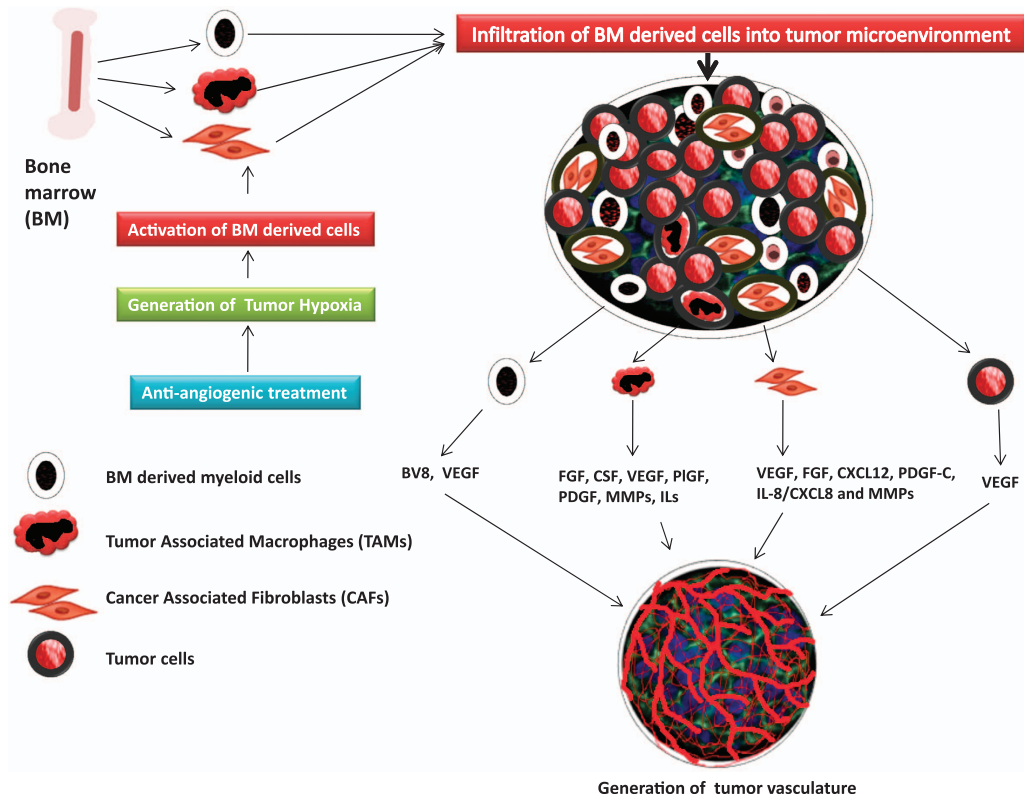 Infiltration of BM derived cells into tumor microenvironment
Bone
marrow
(BM)
Activation of BM derived cells
Generation of Tumor Hypoxia
Anti-angiogenic treatment
BM derived myeloid cells
Tumor Associated Macrophages (TAMs)
Cancer Associated Fibroblasts (CAFs)
Tumor cells
BV8, VEGF
FGF, CSF, VEGF, PlGF,
PDGF, MMPs, ILs
VEGF, FGF, CXCL12, PDGF-C,
IL-8/CXCL8 and MMPs
VEGF
Generation of tumor vasculature